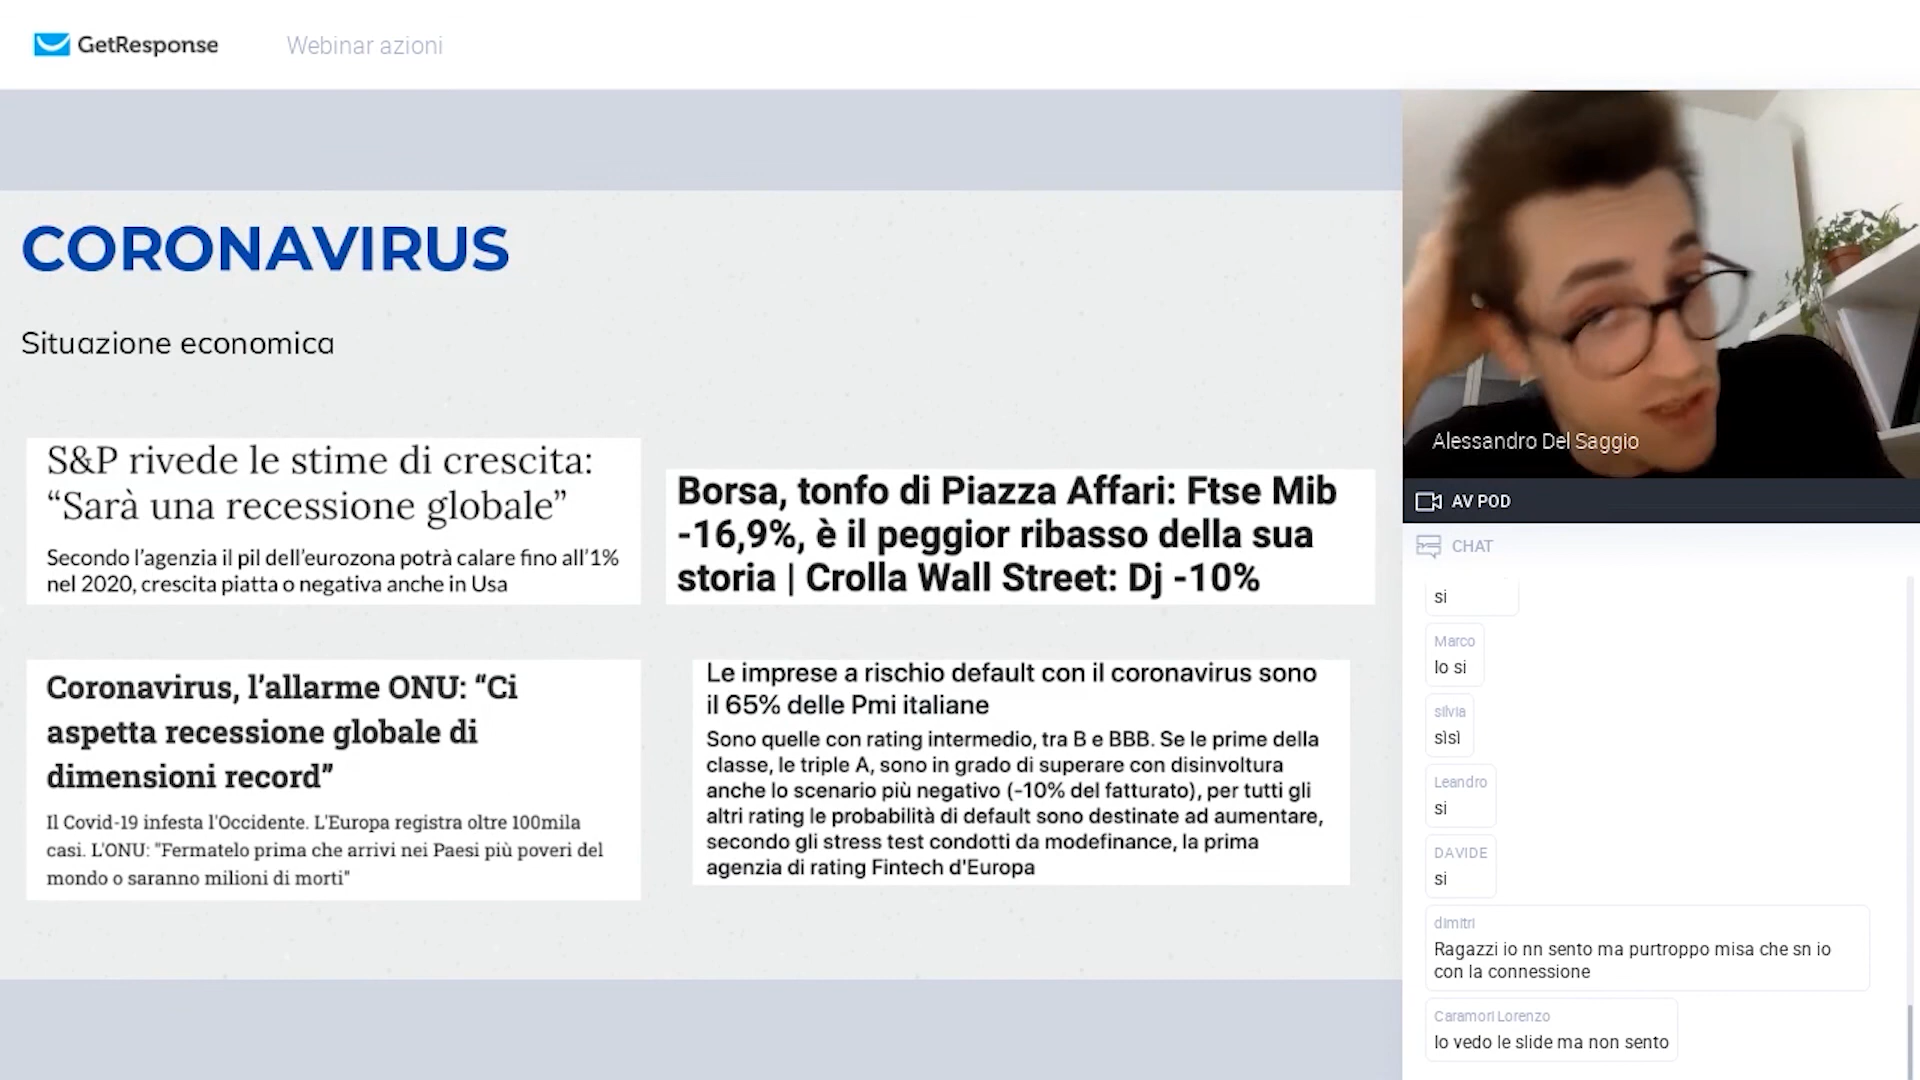 GetResponse
Webinar azioni
CORONAVIRUS
Situazione economica
S&P rivede le stime di crescita:
“Sarà una recessione globale”
Secondo l’agenzia il pil dell’eurozona potrà calare fino all’1%
nel 2020, crescita piatta o negativa anche in Usa
Borsa, tonfo di Piazza Affari: Ftse Mib
-16,9%, è il peggior ribasso della sua
storia | Crolla Wall Street: Dj -10%
Coronavirus, l’allarme ONU: “Ci
aspetta recessione globale di
dimensioni record”
Il Covid-19 infesta l'Occidente. L'Europa registra oltre 100mila
casi. L'ONU: "Fermatelo prima che arrivi nei Paesi più poveri del
mondo o saranno milioni di morti"
Le imprese a rischio default con il coronavirus sono
il 65% delle Pmi italiane
Sono quelle con rating intermedio, tra B e BBB. Se le prime della
classe, le triple A, sono in grado di superare con disinvoltura
anche lo scenario più negativo (-10% del fatturato), per tutti gli
altri rating le probabilità di default sono destinate ad aumentare,
secondo gli stress test condotti da modefinance, la prima
agenzia di rating Fintech d'Europa
Alessandro Del Saggio
AV POD
CHAT
si
Marco
Io si
silvia
sìsì
Leandro
si
DAVIDE
si
dimitri
Ragazzi io nn sento ma purtroppo misa che sn io
con la connessione
Caramori Lorenzo
Io vedo le slide ma non sento